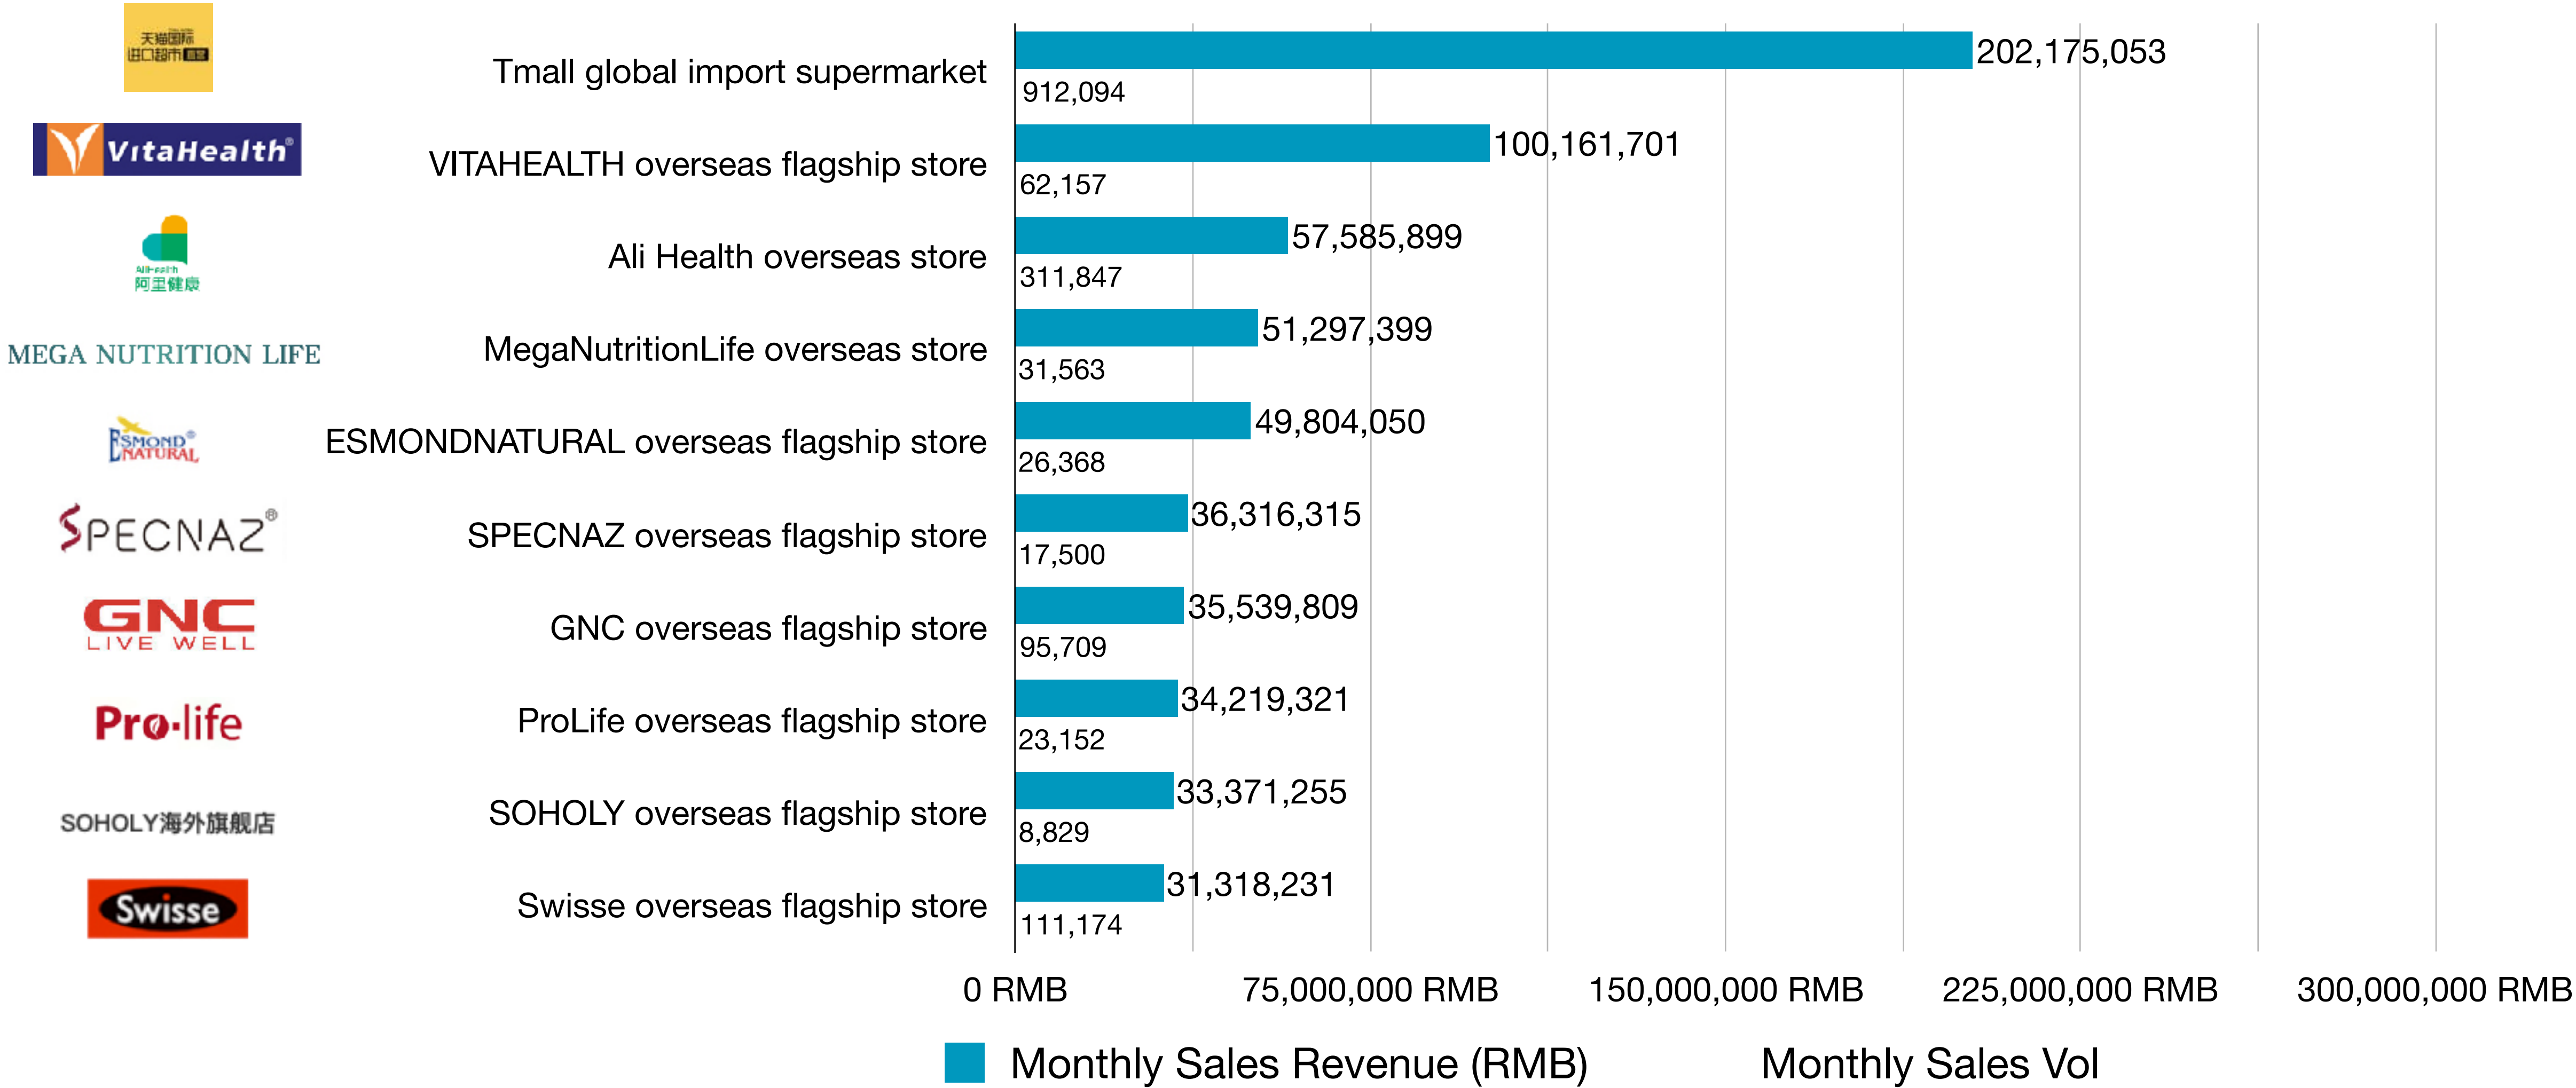 天猫国际
进口超市 直营
Tmall global import supermarket
202,175,053
912,094
VitaHealth®
VITAHEALTH overseas flagship store
100,161,701
62,157
AliHealth
阿里健康
Ali Health overseas store
57,585,899
311,847
MEGA NUTRITION LIFE
MegaNutritionLife overseas store
51,297,399
31,563
ESMOND®
NATURAL
ESMONDNATURAL overseas flagship store
49,804,050
26,368
SPECNAZ®
SPECNAZ overseas flagship store
36,316,315
17,500
GNC
LIVE WELL
GNC overseas flagship store
35,539,809
95,709
Pro·life
ProLife overseas flagship store
34,219,321
23,152
SOHOLY海外旗舰店
SOHOLY overseas flagship store
33,371,255
8,829
Swisse
Swisse overseas flagship store
31,318,231
111,174
0 RMB
75,000,000 RMB
150,000,000 RMB
225,000,000 RMB
300,000,000 RMB
Monthly Sales Revenue (RMB)
Monthly Sales Vol